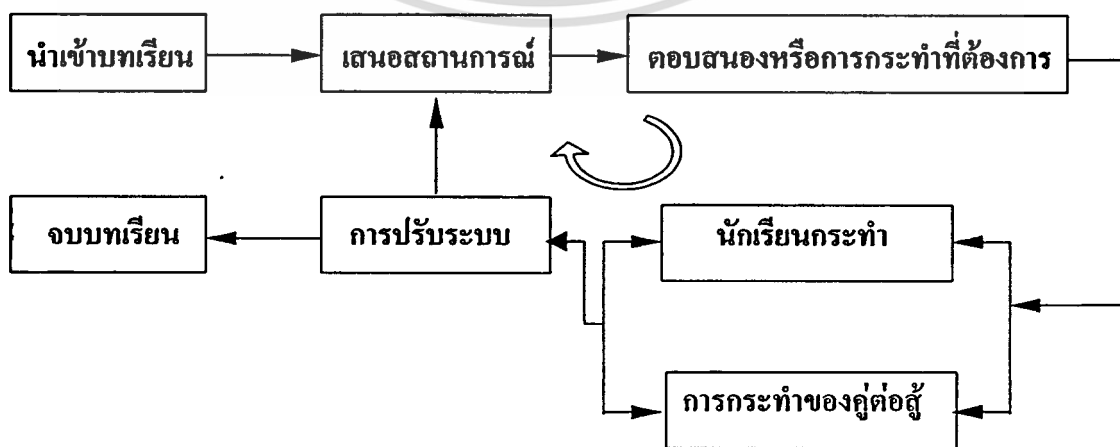 นำเข้าบทเรียน
เสนอสถานการณ์
ตอบสนองหรือการกระทำที่ต้องการ
จบบทเรียน
การปรับระบบ
นักเรียนกระทำ
การกระทำของคู่ต่อสู้